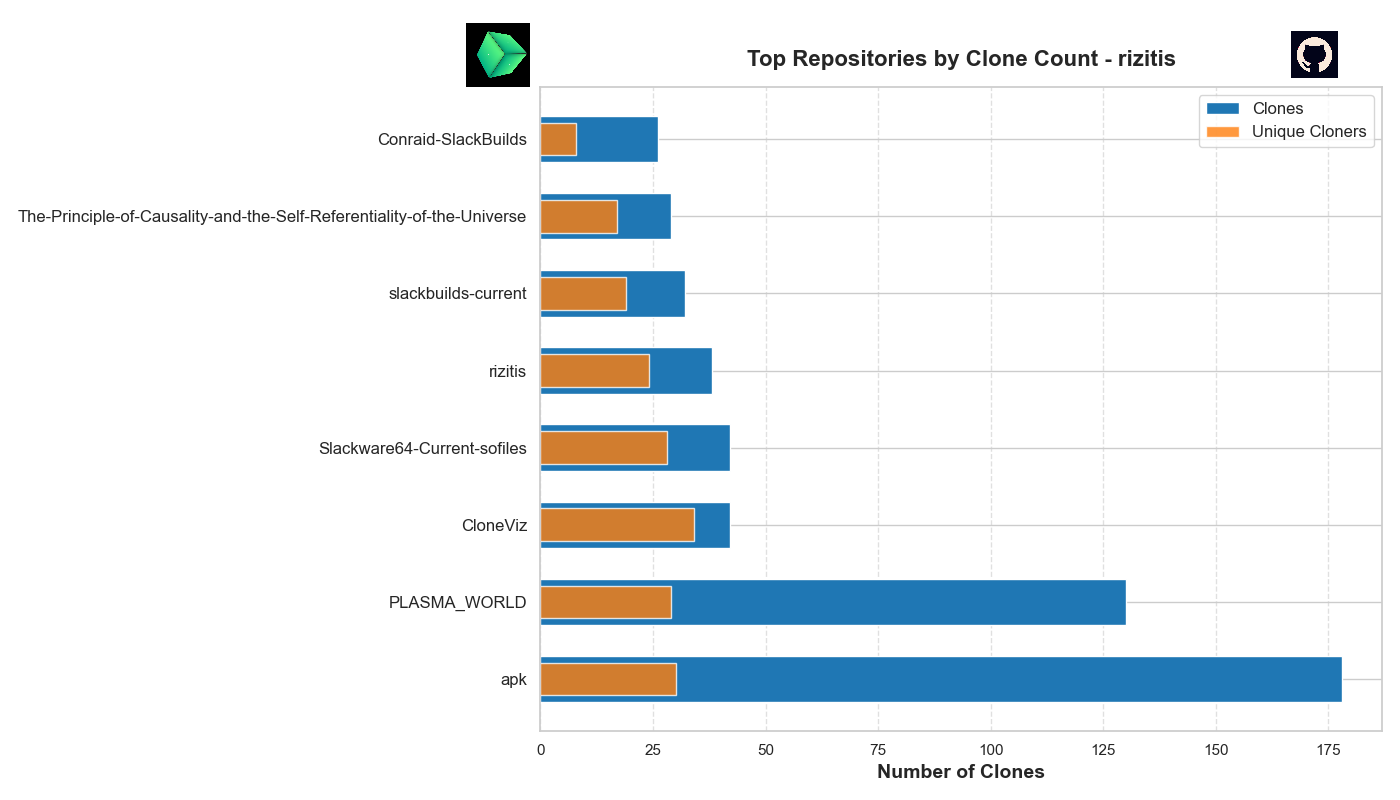 Top Repositories by Clone Count - rizitis
Clones
Unique Cloners
Conraid-SlackBuilds
The-Principle-of-Causality-and-the-Self-Referentiality-of-the-Universe
slackbuilds-current
rizitis
Slackware64-Current-sofiles
CloneViz
PLASMA_WORLD
apk
0 25 50 75 100 125 150 175
Number of Clones